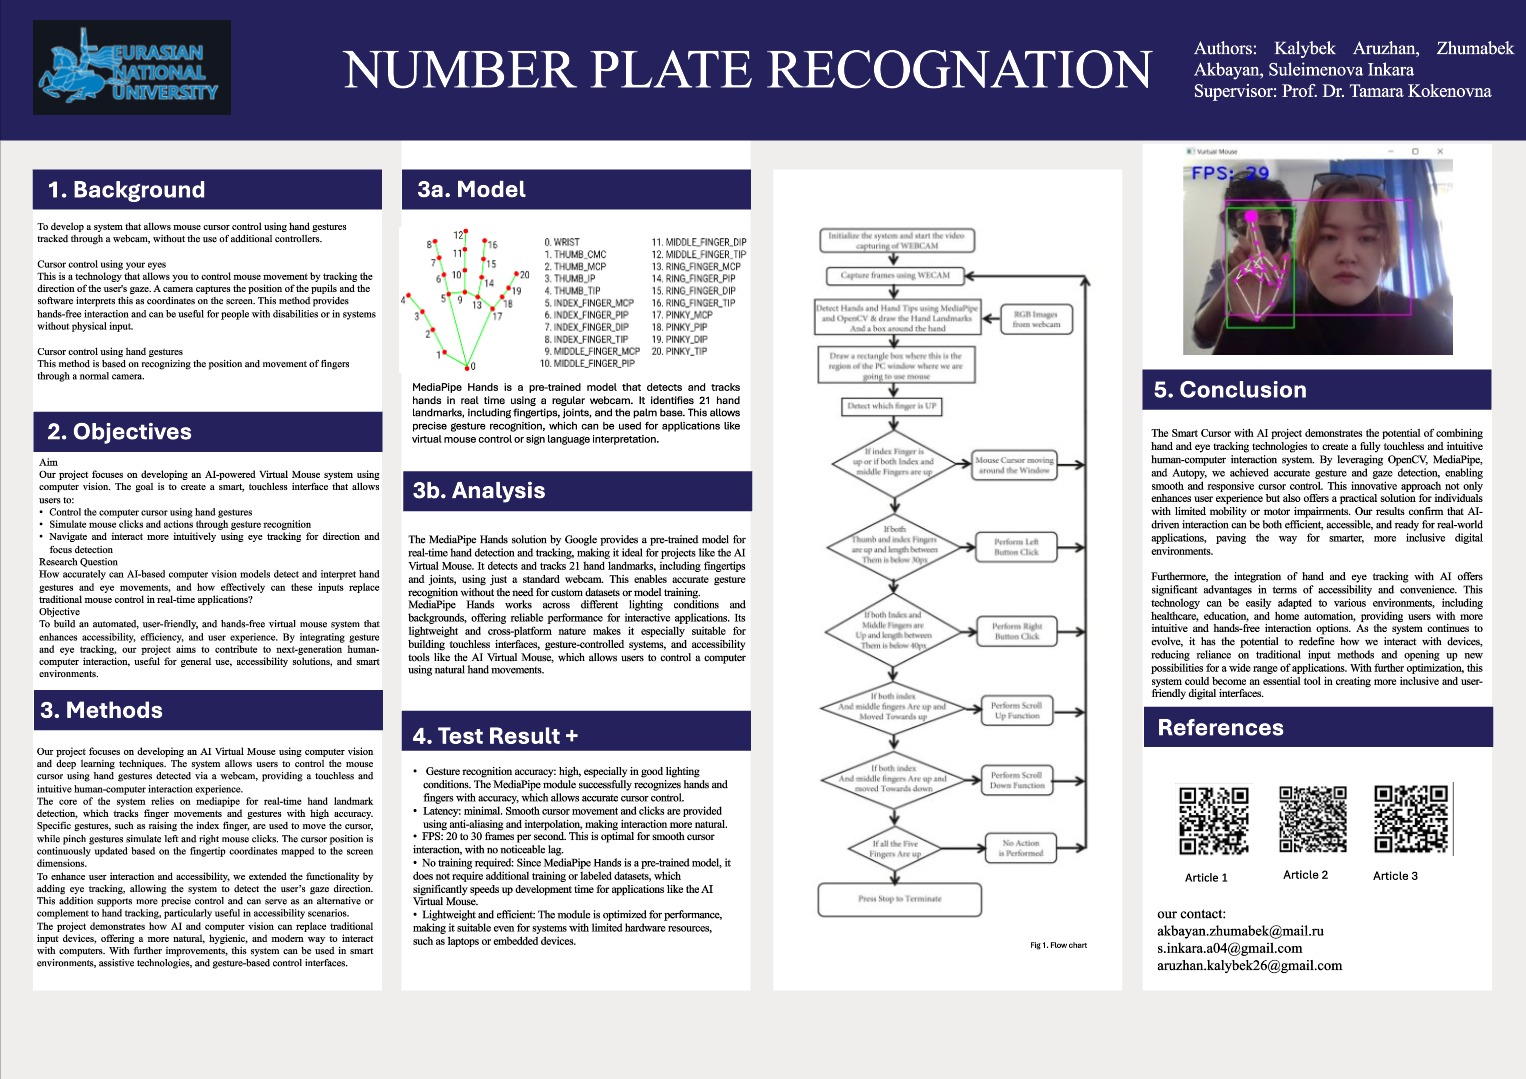 EURASIAN
NATIONAL
UNIVERSITY
NUMBER PLATE RECOGNATION
Authors: Kalybek Aruzhan, Zhumabek
Akbayan, Suleimenova Inkara
Supervisor: Prof. Dr. Tamara Kokenovna
1. Background
To develop a system that allows mouse cursor control using hand gestures
tracked through a webcam, without the use of additional controllers.
Cursor control using your eyes
This is a technology that allows you to control mouse movement by tracking the
direction of the user's gaze. A camera captures the position of the pupils and the
software interprets this as coordinates on the screen. This method provides
hands-free interaction and can be useful for people with disabilities or in systems
without physical input.
Cursor control using hand gestures
This method is based on recognizing the position and movement of fingers
through a normal camera.
2. Objectives
Aim
Our project focuses on developing an AI-powered Virtual Mouse system using
computer vision. The goal is to create a smart, touchless interface that allows
users to:
• Control the computer cursor using hand gestures
• Simulate mouse clicks and actions through gesture recognition
• Navigate and interact more intuitively using eye tracking for direction and
focus detection
Research Question
How accurately can AI-based computer vision models detect and interpret hand
gestures and eye movements, and how effectively can these inputs replace
traditional mouse control in real-time applications?
Objective
To build an automated, user-friendly, and hands-free virtual mouse system that
enhances accessibility, efficiency, and user experience. By integrating gesture
and eye tracking, our project aims to contribute to next-generation human-
computer interaction, useful for general use, accessibility solutions, and smart
environments.
3. Methods
Our project focuses on developing an AI Virtual Mouse using computer vision
and deep learning techniques. The system allows users to control the mouse
cursor using hand gestures detected via a webcam, providing a touchless and
intuitive human-computer interaction experience.
The core of the system relies on mediapipe for real-time hand landmark
detection, which tracks finger movements and gestures with high accuracy.
Specific gestures, such as raising the index finger, are used to move the cursor,
while pinch gestures simulate left and right mouse clicks. The cursor position is
continuously updated based on the fingertip coordinates mapped to the screen
dimensions.
To enhance user interaction and accessibility, we extended the functionality by
adding eye tracking, allowing the system to detect the user's gaze direction.
This addition supports more precise control and can serve as an alternative or
complement to hand tracking, particularly useful in accessibility scenarios.
The project demonstrates how AI and computer vision can replace traditional
input devices, offering a more natural, hygienic, and modern way to interact
with computers. With further improvements, this system can be used in smart
environments, assistive technologies, and gesture-based control interfaces.
3a. Model
12
8
16
11
7
15
20
6
10
14
19
4
5
9
13
18
3
17
2
1
0
0. WRIST
1. THUMB_CMC
2. THUMB_MCP
3. THUMB_IP
4. THUMB_TIP
5. INDEX_FINGER_MCP
6. INDEX_FINGER_PIP
7. INDEX_FINGER_DIP
8. INDEX_FINGER_TIP
9. MIDDLE_FINGER_MCP
10. MIDDLE_FINGER_PIP
11. MIDDLE_FINGER_DIP
12. MIDDLE_FINGER_TIP
13. RING_FINGER_MCP
14. RING_FINGER_PIP
15. RING_FINGER_DIP
16. RING_FINGER_TIP
17. PINKY_MCP
18. PINKY_PIP
19. PINKY_DIP
20. PINKY_TIP
MediaPipe Hands is a pre-trained model that detects and tracks
hands in real time using a regular webcam. It identifies 21 hand
landmarks, including fingertips, joints, and the palm base. This allows
precise gesture recognition, which can be used for applications like
virtual mouse control or sign language interpretation.
3b. Analysis
The MediaPipe Hands solution by Google provides a pre-trained model for
real-time hand detection and tracking, making it ideal for projects like the AI
Virtual Mouse. It detects and tracks 21 hand landmarks, including fingertips
and joints, using just a standard webcam. This enables accurate gesture
recognition without the need for custom datasets or model training.
MediaPipe Hands works across different lighting conditions and
backgrounds, offering reliable performance for interactive applications. Its
lightweight and cross-platform nature makes it especially suitable for
building touchless interfaces, gesture-controlled systems, and accessibility
tools like the AI Virtual Mouse, which allows users to control a computer
using natural hand movements.
4. Test Result +
• Gesture recognition accuracy: high, especially in good lighting
conditions. The MediaPipe module successfully recognizes hands and
fingers with accuracy, which allows accurate cursor control.
• Latency: minimal. Smooth cursor movement and clicks are provided
using anti-aliasing and interpolation, making interaction more natural.
• FPS: 20 to 30 frames per second. This is optimal for smooth cursor
interaction, with no noticeable lag.
• No training required: Since MediaPipe Hands is a pre-trained model, it
does not require additional training or labeled datasets, which
significantly speeds up development time for applications like the AI
Virtual Mouse.
• Lightweight and efficient: The module is optimized for performance,
making it suitable even for systems with limited hardware resources,
such as laptops or embedded devices.
Initialize the system and start the video
capturing of WEBCAM
Capture frames using WECAM
Detect Hands and Hand Tips using MediaPipe
and OpenCV & draw the Hand Landmarks
And a box around the hand
RGB Images
from webcam
Draw a rectangle box where this is the
region of the PC window where we are
going to use mouse
Detect which finger is UP
If index Finger is
up or if both Index and
middle Fingers are up
Mouse Cursor moving
around the Window
If both
Thumb and index Fingers
are up and length between
Them is below 30px
Perform Left
Button Click
If both Index and
Middle Fingers are
Up and length between
Them is below 40px
Perform Right
Button Click
If both index
And middle fingers Are up and
Moved Towards up
Perform Scroll
Up Function
If both index
And middle fingers Are up and
moved Towards down
Perform Scroll
Down Function
If all the Five
Fingers Are up
No Action
is Performed
Press Stop to Terminate
Fig 1. Flow chart
Virtual Mouse
FPS: 29
5. Conclusion
The Smart Cursor with AI project demonstrates the potential of combining
hand and eye tracking technologies to create a fully touchless and intuitive
human-computer interaction system. By leveraging OpenCV, MediaPipe,
and Autopy, we achieved accurate gesture and gaze detection, enabling
smooth and responsive cursor control. This innovative approach not only
enhances user experience but also offers a practical solution for individuals
with limited mobility or motor impairments. Our results confirm that AI-
driven interaction can be both efficient, accessible, and ready for real-world
applications, paving the way for smarter, more inclusive digital
environments.
Furthermore, the integration of hand and eye tracking with AI offers
significant advantages in terms of accessibility and convenience. This
technology can be easily adapted to various environments, including
healthcare, education, and home automation, providing users with more
intuitive and hands-free interaction options. As the system continues to
evolve, it has the potential to redefine how we interact with devices,
reducing reliance on traditional input methods and opening up new
possibilities for a wide range of applications. With further optimization, this
system could become an essential tool in creating more inclusive and user-
friendly digital interfaces.
References
Article 1
Article 2
Article 3
our contact:
akbayan.zhumabek@mail.ru
s.inkara.a04@gmail.com
aruzhan.kalybek26@gmail.com